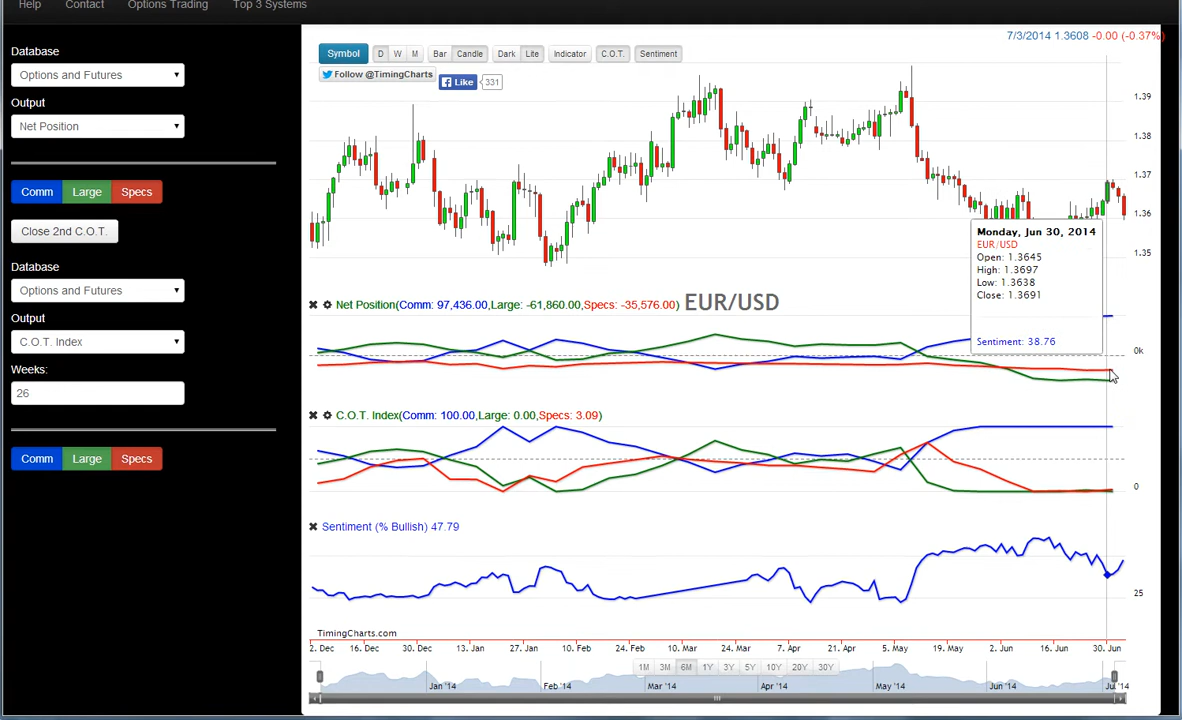 Help Contact Options Trading Top 3 Systems
Database
Options and Futures
Output
Net Position
Comm Large Specs
Close 2nd C.O.T.
Database
Options and Futures
Output
C.O.T. Index
Weeks:
26
Comm Large Specs
7/3/2014 1.3608 -0.00 (-0.37%)
Symbol D W M Bar Candle Dark Lite Indicator C.O.T. Sentiment
Follow @TimingCharts Like 331
1.39
1.38
1.37
1.36
1.35
Monday, Jun 30, 2014
EUR/USD
Open: 1.3645
High: 1.3697
Low: 1.3638
Close: 1.3691
Sentiment: 38.76
Net Position(Comm: 97,436.00,Large: -61,860.00,Specs: -35,576.00) EUR/USD
0k
C.O.T. Index(Comm: 100.00,Large: 0.00,Specs: 3.09)
0
Sentiment (% Bullish) 47.79
25
TimingCharts.com
2. Dec 16. Dec 30. Dec 13. Jan 27. Jan 10. Feb 24. Feb 10. Mar 24. Mar 7. Apr 21. Apr 5. May 19. May 2. Jun 16. Jun 30. Jun
1M 3M 6M 1Y 3Y 5Y 10Y 20Y 30Y
Jan '14 Feb '14 Mar '14 Apr '14 May '14 Jun '14 Jul '14